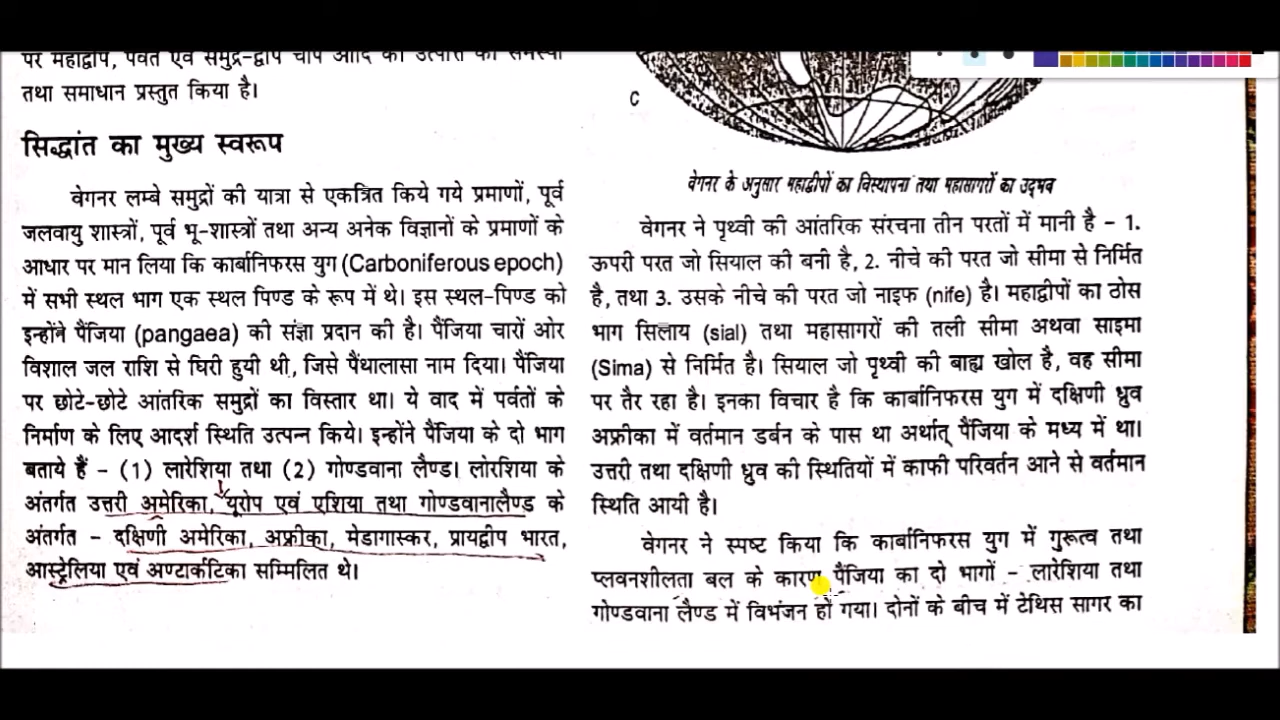 पर महाद्वीप, पर्वत एवं समुद्र-द्वीप चाप आदि की उत्पत्ति की समस्या
तथा समाधान प्रस्तुत किया है।
सिद्धांत का मुख्य स्वरूप
वेगनर लम्बे समुद्रों की यात्रा से एकत्रित किये गये प्रमाणों, पूर्व
जलवायु शास्त्रों, पूर्व भू-शास्त्रों तथा अन्य अनेक विज्ञानों के प्रमाणों के
आधार पर मान लिया कि कार्बानिफरस युग (Carboniferous epoch)
में सभी स्थल भाग एक स्थल पिण्ड के रूप में थे। इस स्थल-पिण्ड को
इन्होंने पैंजिया (pangaea) की संज्ञा प्रदान की है। पैंजिया चारों ओर
विशाल जल राशि से घिरी हुयी थी, जिसे पैंथालासा नाम दिया। पैंजिया
पर छोटे-छोटे आंतरिक समुद्रों का विस्तार था। ये वाद में पर्वतों के
निर्माण के लिए आदर्श स्थिति उत्पन्न किये। इन्होंने पैंजिया के दो भाग
बताये हैं - (1) लारेशिया तथा (2) गोण्डवाना लैण्ड। लोरशिया के
अंतर्गत उत्तरी अमेरिका, यूरोप एवं एशिया तथा गोण्डवानालैण्ड के
अंतर्गत - दक्षिणी अमेरिका, अफ्रीका, मेडागास्कर, प्रायद्वीप भारत,
आस्ट्रेलिया एवं अण्टार्कटिका सम्मिलित थे।
C
वेगनर के अनुसार महाद्वीपों का विस्थापना तथा महासागरों का उद्भव
वेगनर ने पृथ्वी की आंतरिक संरचना तीन परतों में मानी है - 1.
ऊपरी परत जो सियाल की बनी है, 2. नीचे की परत जो सीमा से निर्मित
है, तथा 3. उसके नीचे की परत जो नाइफ (nife) है। महाद्वीपों का ठोस
भाग सिलाय (sial) तथा महासागरों की तली सीमा अथवा साइमा
(Sima) से निर्मित है। सियाल जो पृथ्वी की बाह्य खोल है, वह सीमा
पर तैर रहा है। इनका विचार है कि कार्बानिफरस युग में दक्षिणी ध्रुव
अफ्रीका में वर्तमान डर्बन के पास था अर्थात् पैंजिया के मध्य में था।
उत्तरी तथा दक्षिणी ध्रुव की स्थितियों में काफी परिवर्तन आने से वर्तमान
स्थिति आयी है।
वेगनर ने स्पष्ट किया कि कार्बानिफरस युग में गुरूत्व तथा
प्लवनशीलता बल के कारण पैंजिया का दो भागों - लारेशिया तथा
गोण्डवाना लैण्ड में विभंजन हो गया। दोनों के बीच में टेथिस सागर का